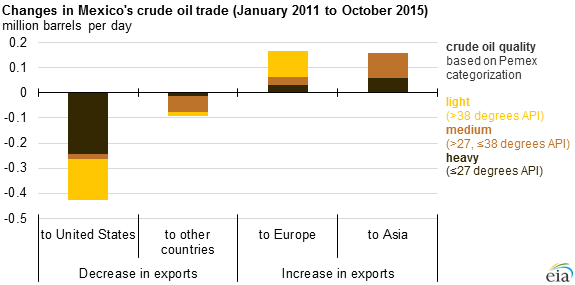 Changes in Mexico's crude oil trade (January 2011 to October 2015)
million barrels per day
0.2
0.1
0
-0.1
-0.2
-0.3
-0.4
-0.5
crude oil quality
based on Pemex
categorization
light
(>38 degrees API)
medium
(>27, ≤38 degrees API)
heavy
(≤27 degrees API)
to United States
to other
countries
to Europe
to Asia
Decrease in exports
Increase in exports
eia